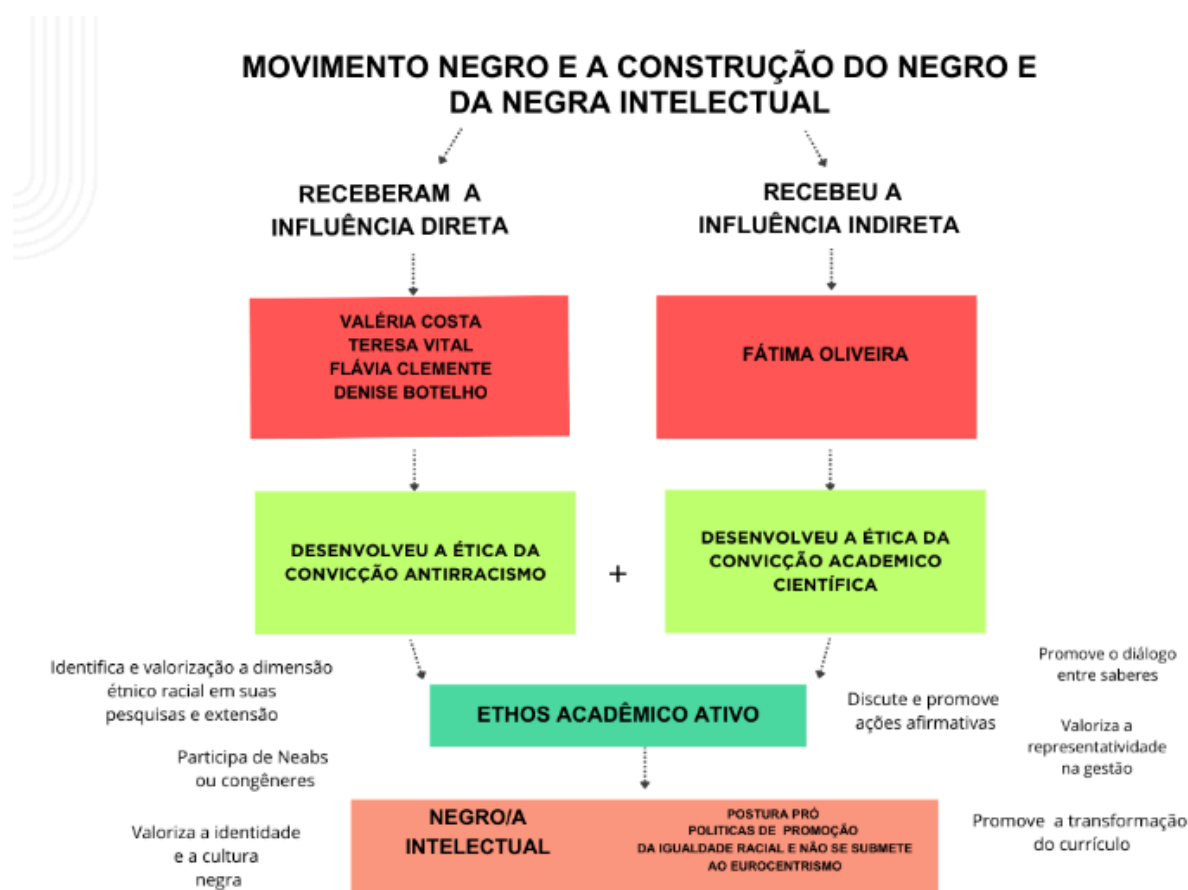 MOVIMENTO NEGRO E A CONSTRUÇÃO DO NEGRO E
DA NEGRA INTELECTUAL
RECEBERAM A
INFLUÊNCIA DIRETA
RECEBEU A
INFLUÊNCIA INDIRETA
VALÉRIA COSTA
TERESA VITAL
FLÁVIA CLEMENTE
DENISE BOTELHO
FÁTIMA OLIVEIRA
DESENVOLVEU A ÉTICA DA
CONVICÇÃO ANTIRRACISMO
+
DESENVOLVEU A ÉTICA DA
CONVICÇÃO ACADEMICO
CIENTÍFICA
Identifica e valorização a dimensão
étnico racial em suas
pesquisas e extensão
Participa de Neabs
ou congêneres
Valoriza a identidade
e a cultura
negra
ETHOS ACADÊMICO ATIVO
Discute e promove
ações afirmativas
Promove o diálogo
entre saberes
Valoriza a
representatividade
na gestão
Promove a transformação
do currículo
NEGRO/A
INTELECTUAL
POSTURA PRÓ
POLITICAS DE PROMOÇÃO
DA IGUALDADE RACIAL E NÃO SE SUBMETE
AO EUROCENTRISMO